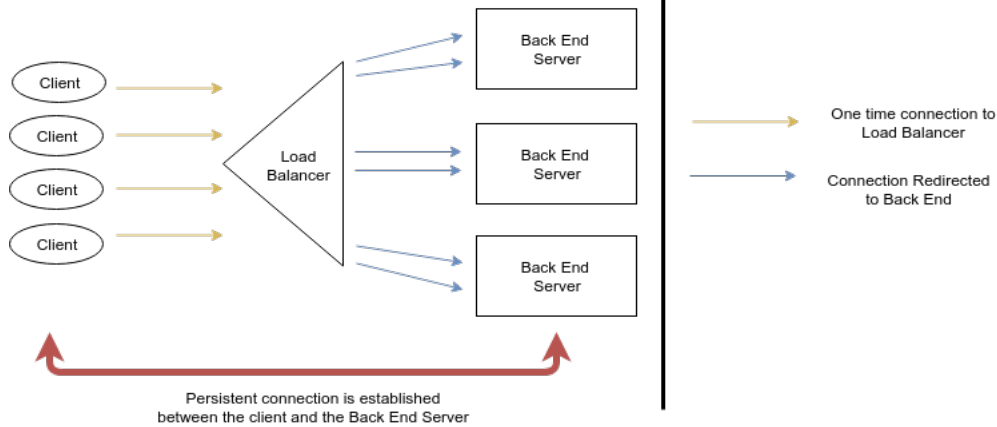 Client
Client
Client
Client
Load
Balancer
Back End
Server
Back End
Server
Back End
Server
Persistent connection is established
between the client and the Back End Server
One time connection to
Load Balancer
Connection Redirected
to Back End